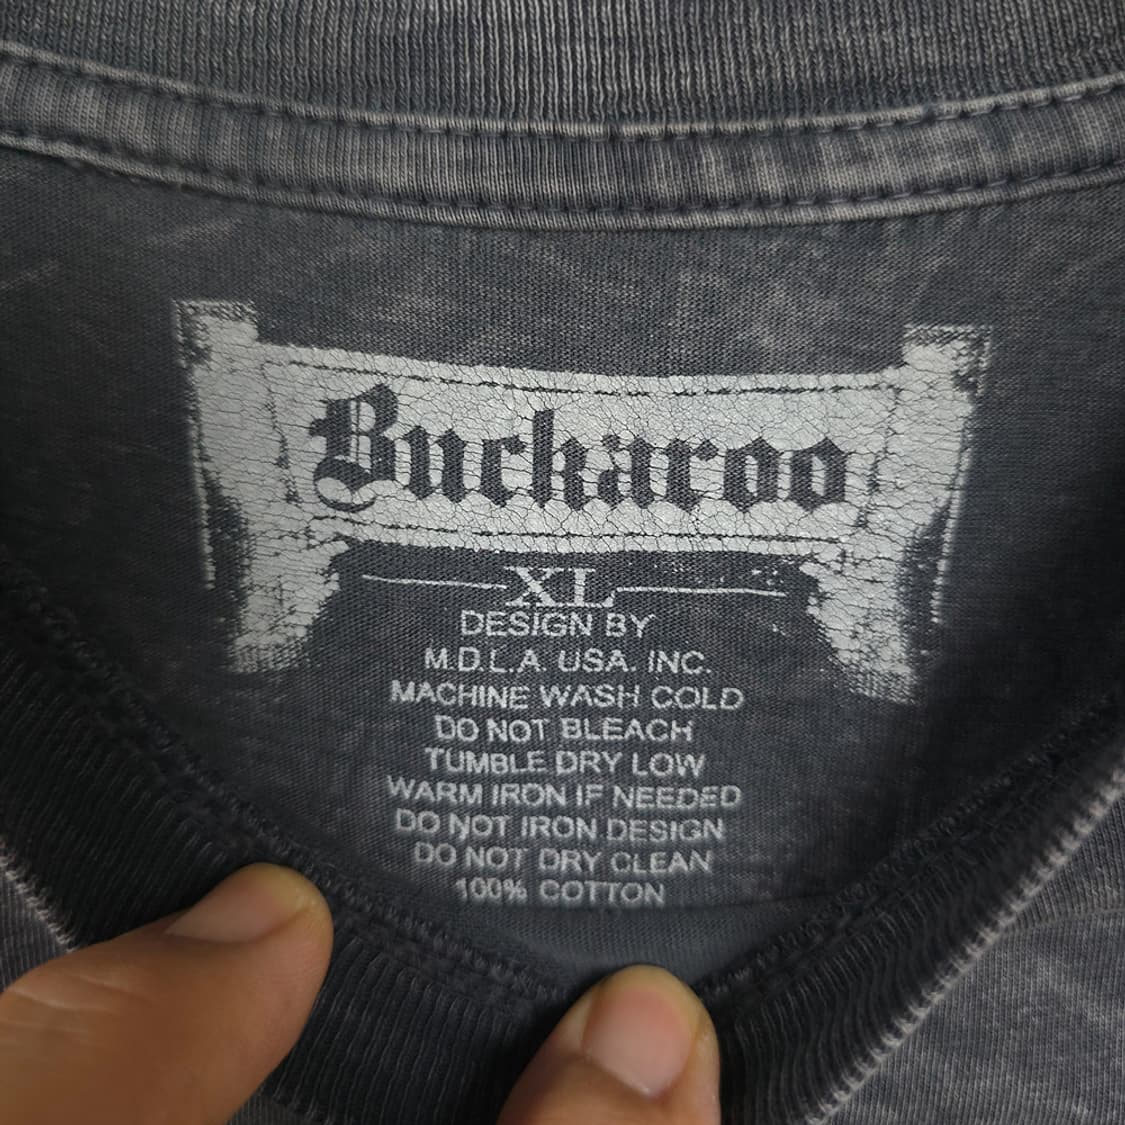 Buckaroo
XL
DESIGN BY
M.D.L.A. USA. INC.
MACHINE WASH COLD
DO NOT BLEACH
TUMBLE DRY LOW
WARM IRON IF NEEDED
DO NOT IRON DESIGN
DO NOT DRY CLEAN
100% COTTON